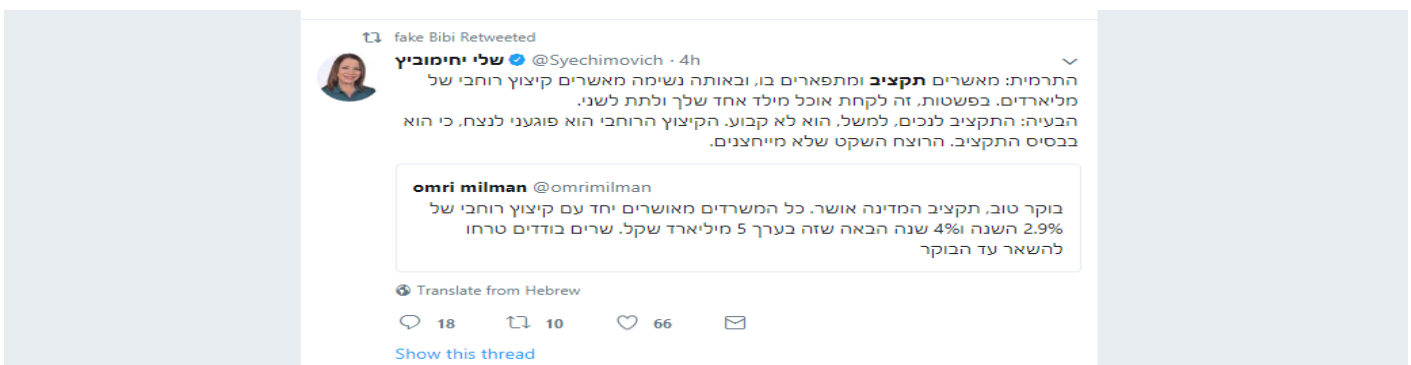 fake Bibi Retweeted
שלי יחימוביץ @Syechimovich · 4h
התרמית: מאשרים תקציב ומתפארים בו, ובאותה נשימה מאשרים קיצוץ רוחבי של
מליארדים. בפשטות, זה לקחת אוכל מילד אחד שלך ולתת לשני.
הבעיה: התקציב לנכים, למשל, הוא לא קבוע. הקיצוץ הרוחבי הוא פוגעני לנצח, כי הוא
בבסיס התקציב. הרוצח השקט שלא מייחצנים.
omri milman @omrimilman
בוקר טוב, תקציב המדינה אושר. כל המשרדים מאושרים יחד עם קיצוץ רוחבי של
2.9% השנה ו4% שנה הבאה שזה בערך 5 מיליארד שקל. שרים בודדים טרחו
להשאר עד הבוקר
Translate from Hebrew
18 10 66
Show this thread